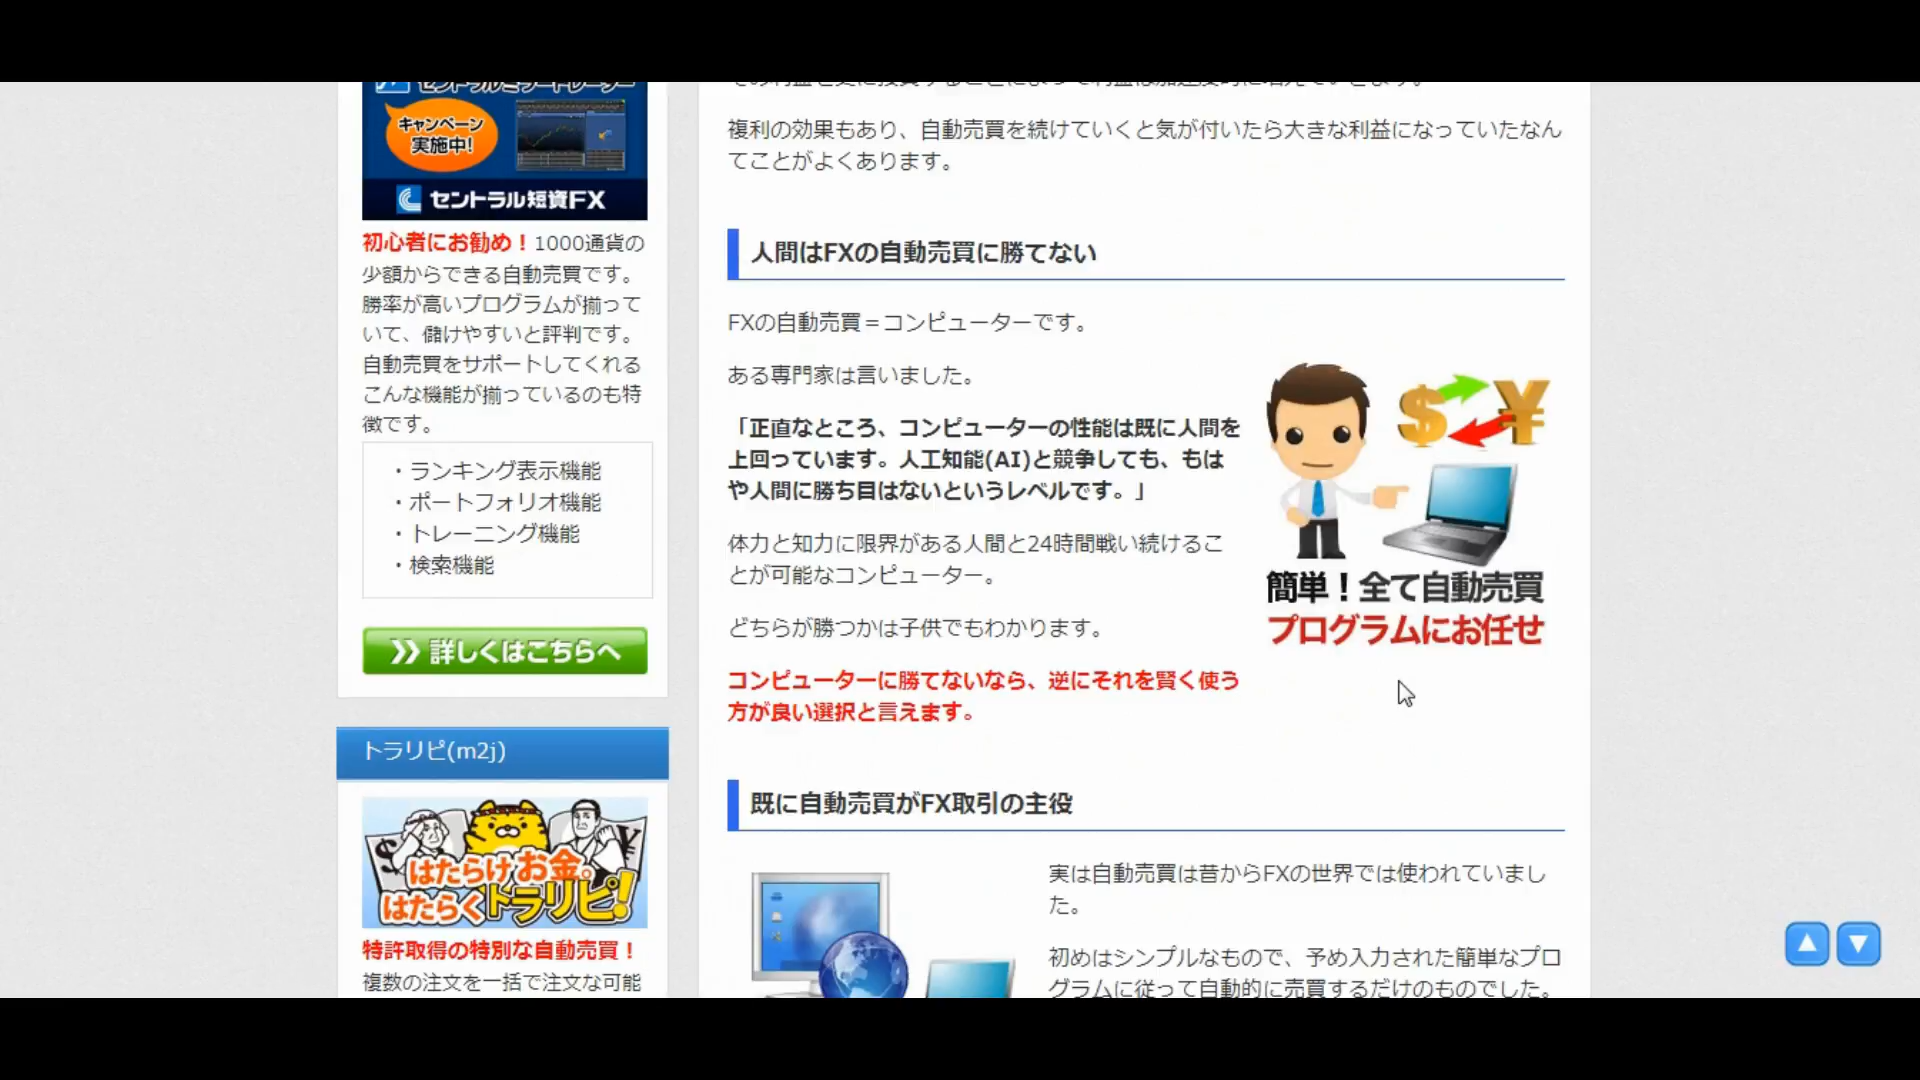 セントラルミラートレーダー
キャンペーン
実施中!
セントラル短資FX
初心者にお勧め！1000通貨の
少額からできる自動売買です。
勝率が高いプログラムが揃って
いて、儲けやすいと評判です。
自動売買をサポートしてくれる
こんな機能が揃っているのも特
徴です。
・ランキング表示機能
・ポートフォリオ機能
・トレーニング機能
・検索機能
詳しくはこちらへ
トラリピ(m2j)
はたらけお金。
はたらくトラリピ!
特許取得の特別な自動売買！
複数の注文を一括で注文な可能
複利の効果もあり、自動売買を続けていくと気が付いたら大きな利益になっていたなん
てことがよくあります。
人間はFXの自動売買に勝てない
FXの自動売買＝コンピューターです。
ある専門家は言いました。
「正直なところ、コンピューターの性能は既に人間を
上回っています。人工知能(AI)と競争しても、もは
や人間に勝ち目はないというレベルです。」
体力と知力に限界がある人間と24時間戦い続けるこ
とが可能なコンピューター。
どちらが勝つかは子供でもわかります。
コンピューターに勝てないなら、逆にそれを賢く使う
方が良い選択と言えます。
$ ¥
簡単！全て自動売買
プログラムにお任せ
既に自動売買がFX取引の主役
実は自動売買は昔からFXの世界では使われていまし
た。
初めはシンプルなもので、予め入力された簡単なプロ
グラムに従って自動的に売買するだけのものでした。